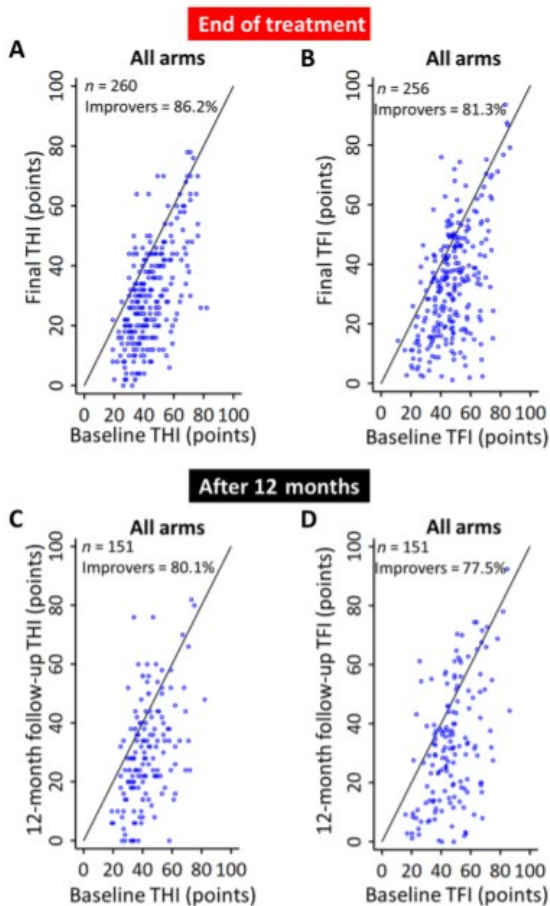 End of treatment
A
All arms
n = 260
Improvers = 86.2%
Final THI (points)
0 20 40 60 80 100
0 20 40 60 80 100
Baseline THI (points)
B
All arms
n = 256
Improvers = 81.3%
Final TFI (points)
0 20 40 60 80 100
0 20 40 60 80 100
Baseline TFI (points)
After 12 months
C
All arms
n = 151
Improvers = 80.1%
12-month follow-up THI (points)
0 20 40 60 80 100
0 20 40 60 80 100
Baseline THI (points)
D
All arms
n = 151
Improvers = 77.5%
12-month follow-up TFI (points)
0 20 40 60 80 100
0 20 40 60 80 100
Baseline TFI (points)